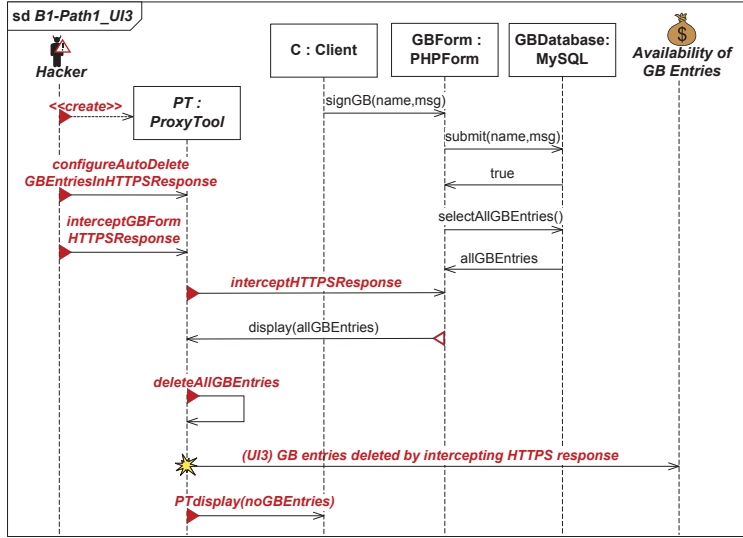 sd B1-Path1_UI3
Hacker
C : Client
GBForm :
PHPForm
GBDatabase:
MySQL
$
Availability of
GB Entries
<<create>>
PT :
ProxyTool
signGB(name,msg)
submit(name,msg)
true
configureAutoDelete
GBEntriesInHTTPSResponse
selectAllGBEntries()
interceptGBForm
HTTPSResponse
allGBEntries
interceptHTTPSResponse
display(allGBEntries)
deleteAllGBEntries
(UI3) GB entries deleted by intercepting HTTPS response
PTdisplay(noGBEntries)